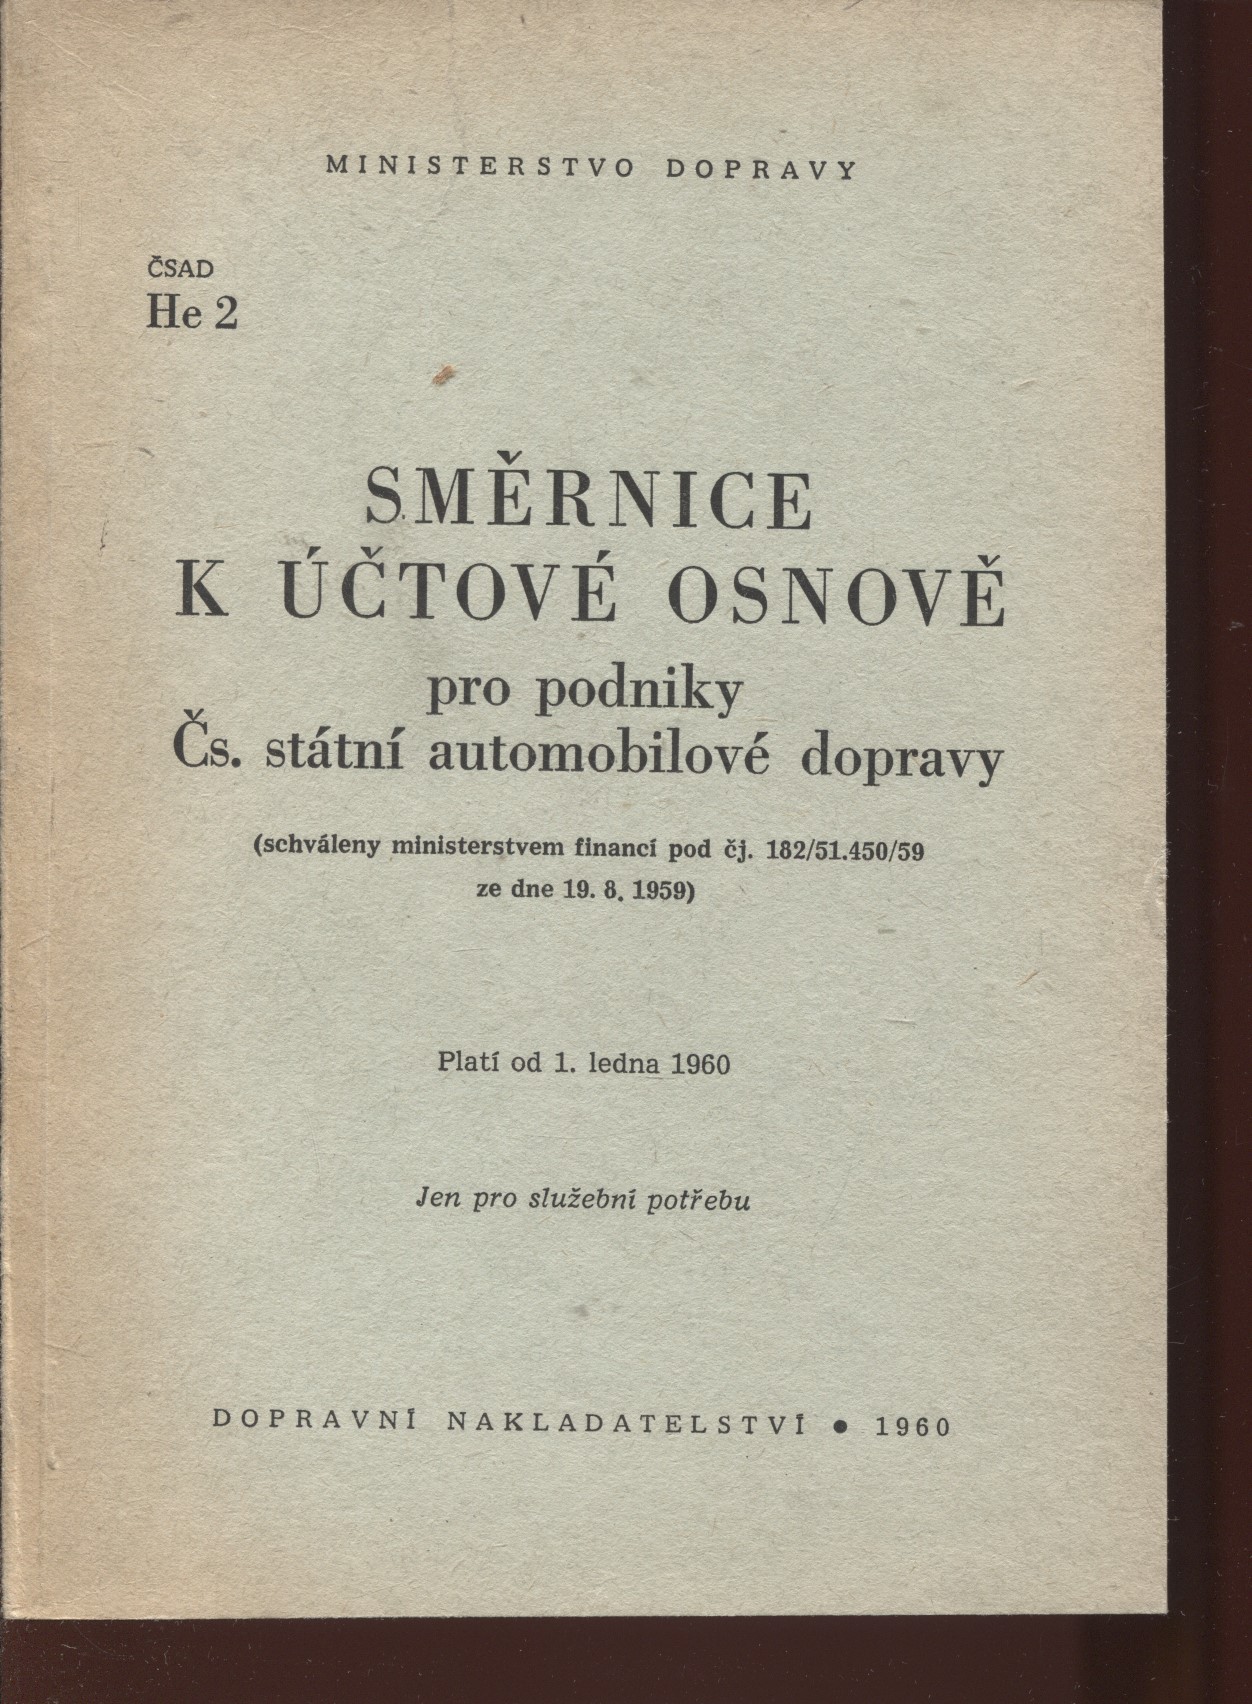 MINISTERSTVO DOPRAVY
ČSAD
He 2
SMĚRNICE
K ÚČTOVÉ OSNOVĚ
pro podniky
Čs. státní automobilové dopravy
(schváleny ministerstvem financí pod čj. 182/51.450/59
ze dne 19. 8. 1959)
Platí od 1. ledna 1960
Jen pro služební potřebu
DOPRAVNÍ NAKLADATELSTVÍ • 1960